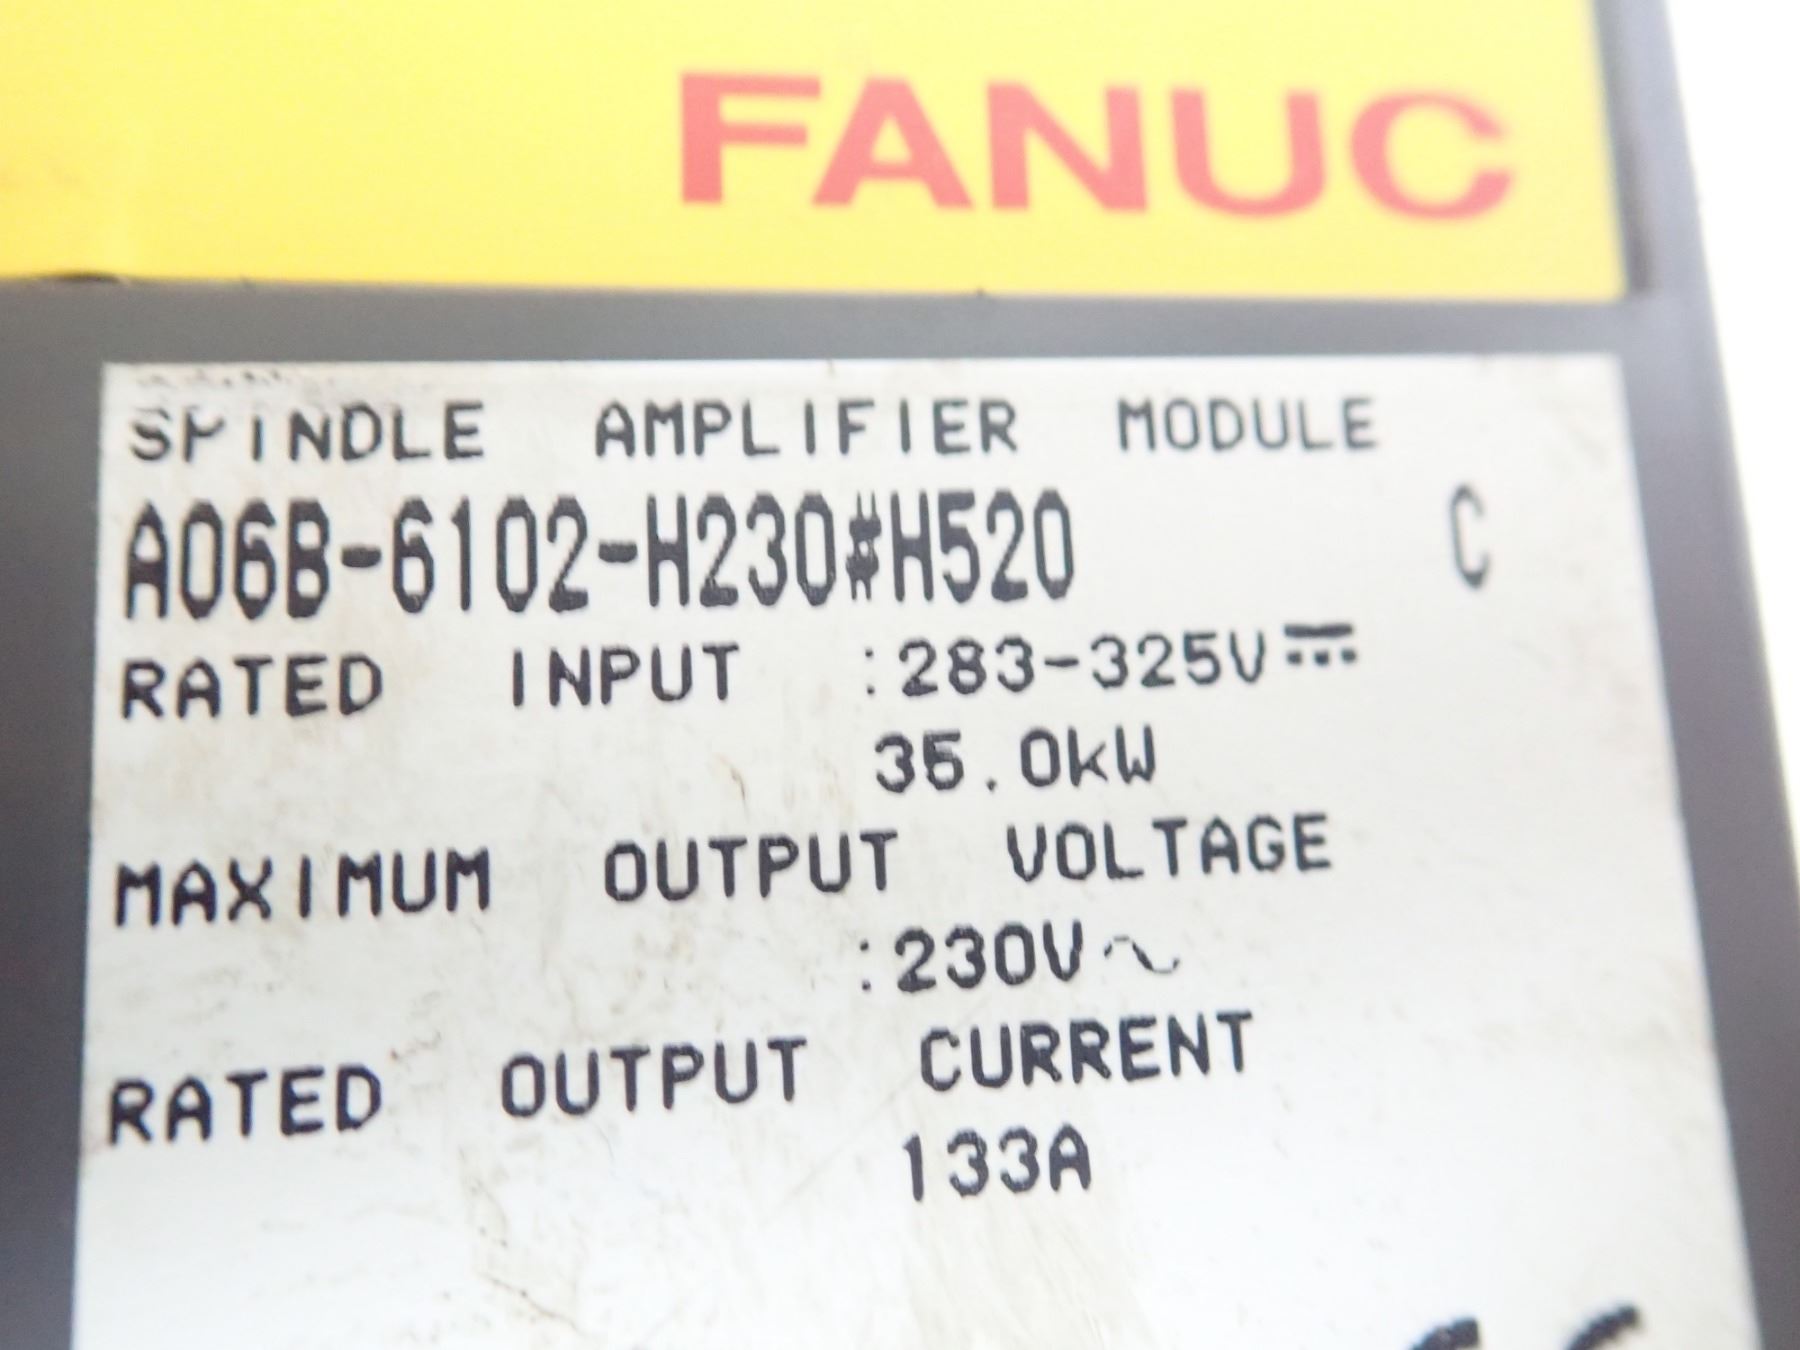 FANUC
SPINDLE AMPLIFIER MODULE
A06B-6102-H230#H520 C
RATED INPUT :283-325V⎓
35.0kW
MAXIMUM OUTPUT VOLTAGE
:230V~
RATED OUTPUT CURRENT
133A